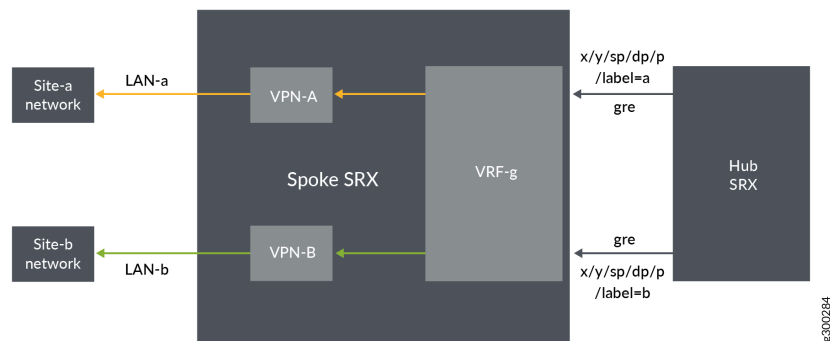 x/y/sp/dp/p
/label=a
LAN-a
Site-a
network
VPN-A
gre
Spoke SRX
VRF-g
Hub
SRX
gre
Site-b
network
VPN-B
LAN-b
x/y/sp/dp/p
/label=b
g300284